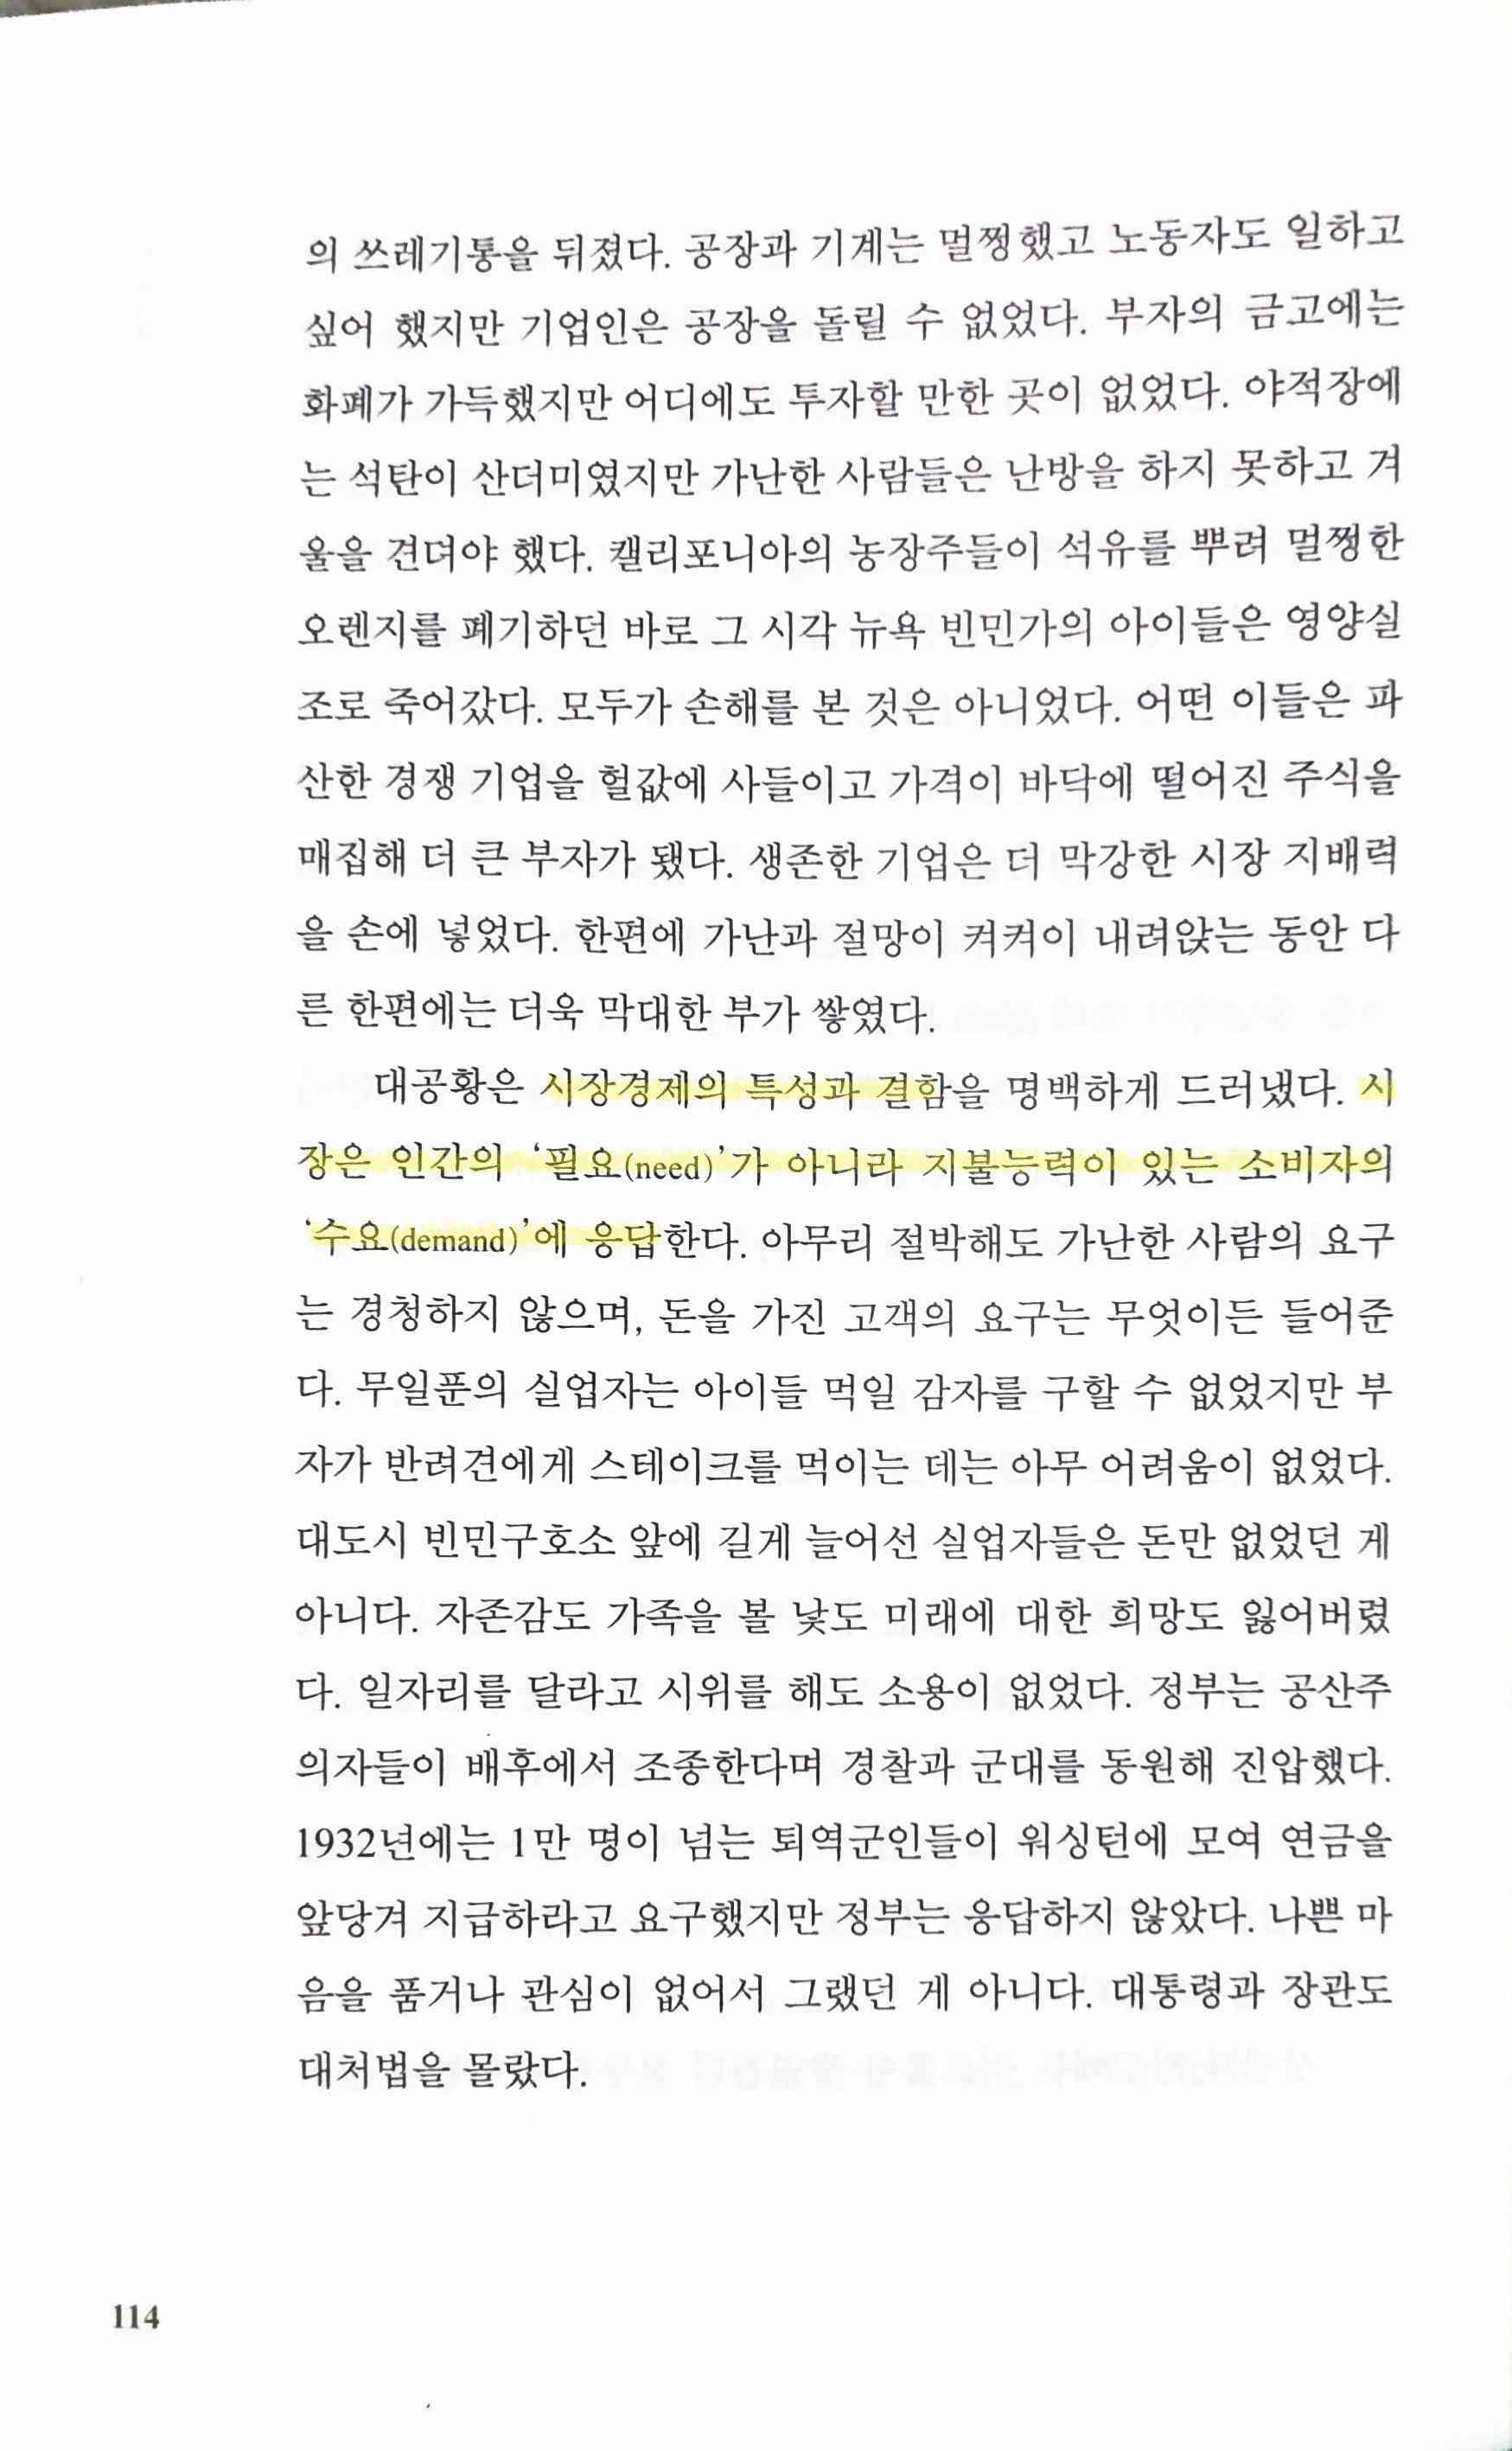 의 쓰레기통을 뒤졌다. 공장과 기계는 멀쩡했고 노동자도 일하고
싶어 했지만 기업인은 공장을 돌릴 수 없었다. 부자의 금고에는
화폐가 가득했지만 어디에도 투자할 만한 곳이 없었다. 야적장에
는 석탄이 산더미였지만 가난한 사람들은 난방을 하지 못하고 겨
울을 견뎌야 했다. 캘리포니아의 농장주들이 석유를 뿌려 멀쩡한
오렌지를 폐기하던 바로 그 시각 뉴욕 빈민가의 아이들은 영양실
조로 죽어갔다. 모두가 손해를 본 것은 아니었다. 어떤 이들은 파
산한 경쟁 기업을 헐값에 사들이고 가격이 바닥에 떨어진 주식을
매집해 더 큰 부자가 됐다. 생존한 기업은 더 막강한 시장 지배력
을 손에 넣었다. 한편에 가난과 절망이 켜켜이 내려앉는 동안 다
른 한편에는 더욱 막대한 부가 쌓였다.
대공황은 시장경제의 특성과 결함을 명백하게 드러냈다. 시
장은 인간의 ‘필요(need)’가 아니라 지불능력이 있는 소비자의
‘수요(demand)’에 응답한다. 아무리 절박해도 가난한 사람의 요구
는 경청하지 않으며, 돈을 가진 고객의 요구는 무엇이든 들어준
다. 무일푼의 실업자는 아이들 먹일 감자를 구할 수 없었지만 부
자가 반려견에게 스테이크를 먹이는 데는 아무 어려움이 없었다.
대도시 빈민구호소 앞에 길게 늘어선 실업자들은 돈만 없었던 게
아니다. 자존감도 가족을 볼 낯도 미래에 대한 희망도 잃어버렸
다. 일자리를 달라고 시위를 해도 소용이 없었다. 정부는 공산주
의자들이 배후에서 조종한다며 경찰과 군대를 동원해 진압했다.
1932년에는 1만 명이 넘는 퇴역군인들이 워싱턴에 모여 연금을
앞당겨 지급하라고 요구했지만 정부는 응답하지 않았다. 나쁜 마
음을 품거나 관심이 없어서 그랬던 게 아니다. 대통령과 장관도
대처법을 몰랐다.
114